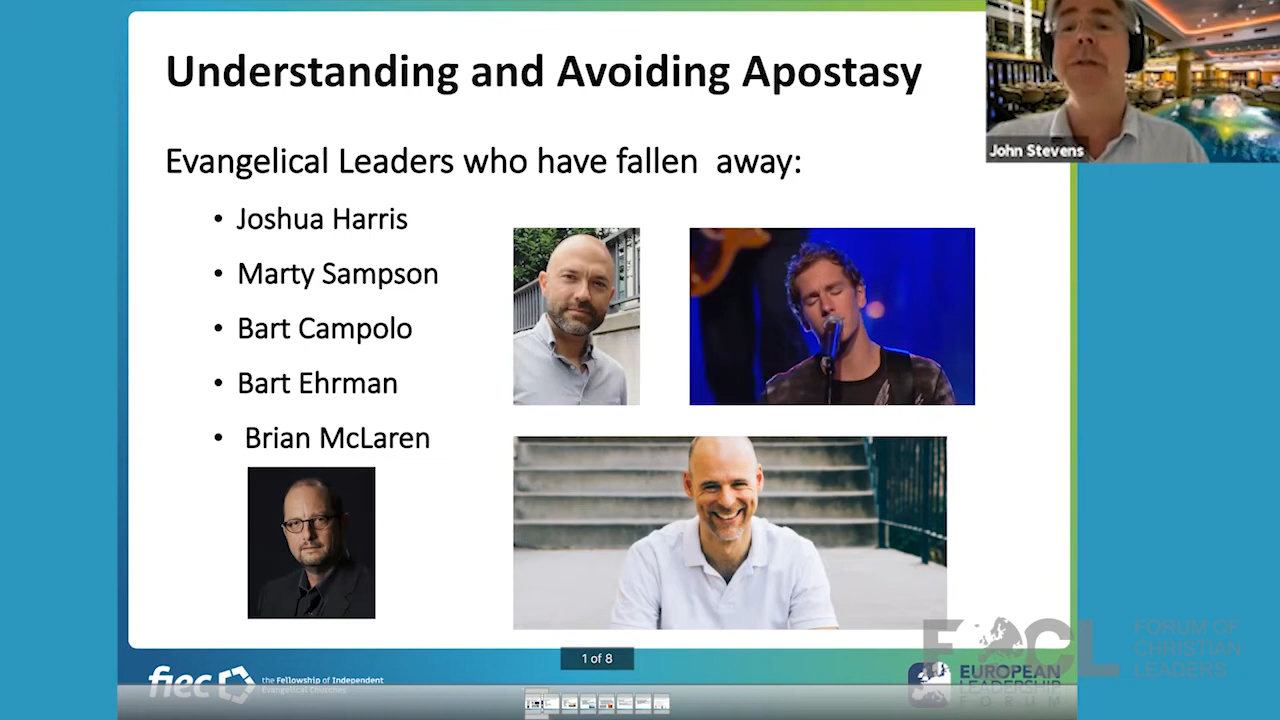 Understanding and Avoiding Apostasy
John Stevens
Evangelical Leaders who have fallen away:
• Joshua Harris
• Marty Sampson
• Bart Campolo
• Bart Ehrman
• Brian McLaren
1 of 8
fiec
the Fellowship of Independent
Evangelical Churches
EUROPEAN
LEADERSHIP
FORUM
FOCL
FORUM OF
CHRISTIAN
LEADERS